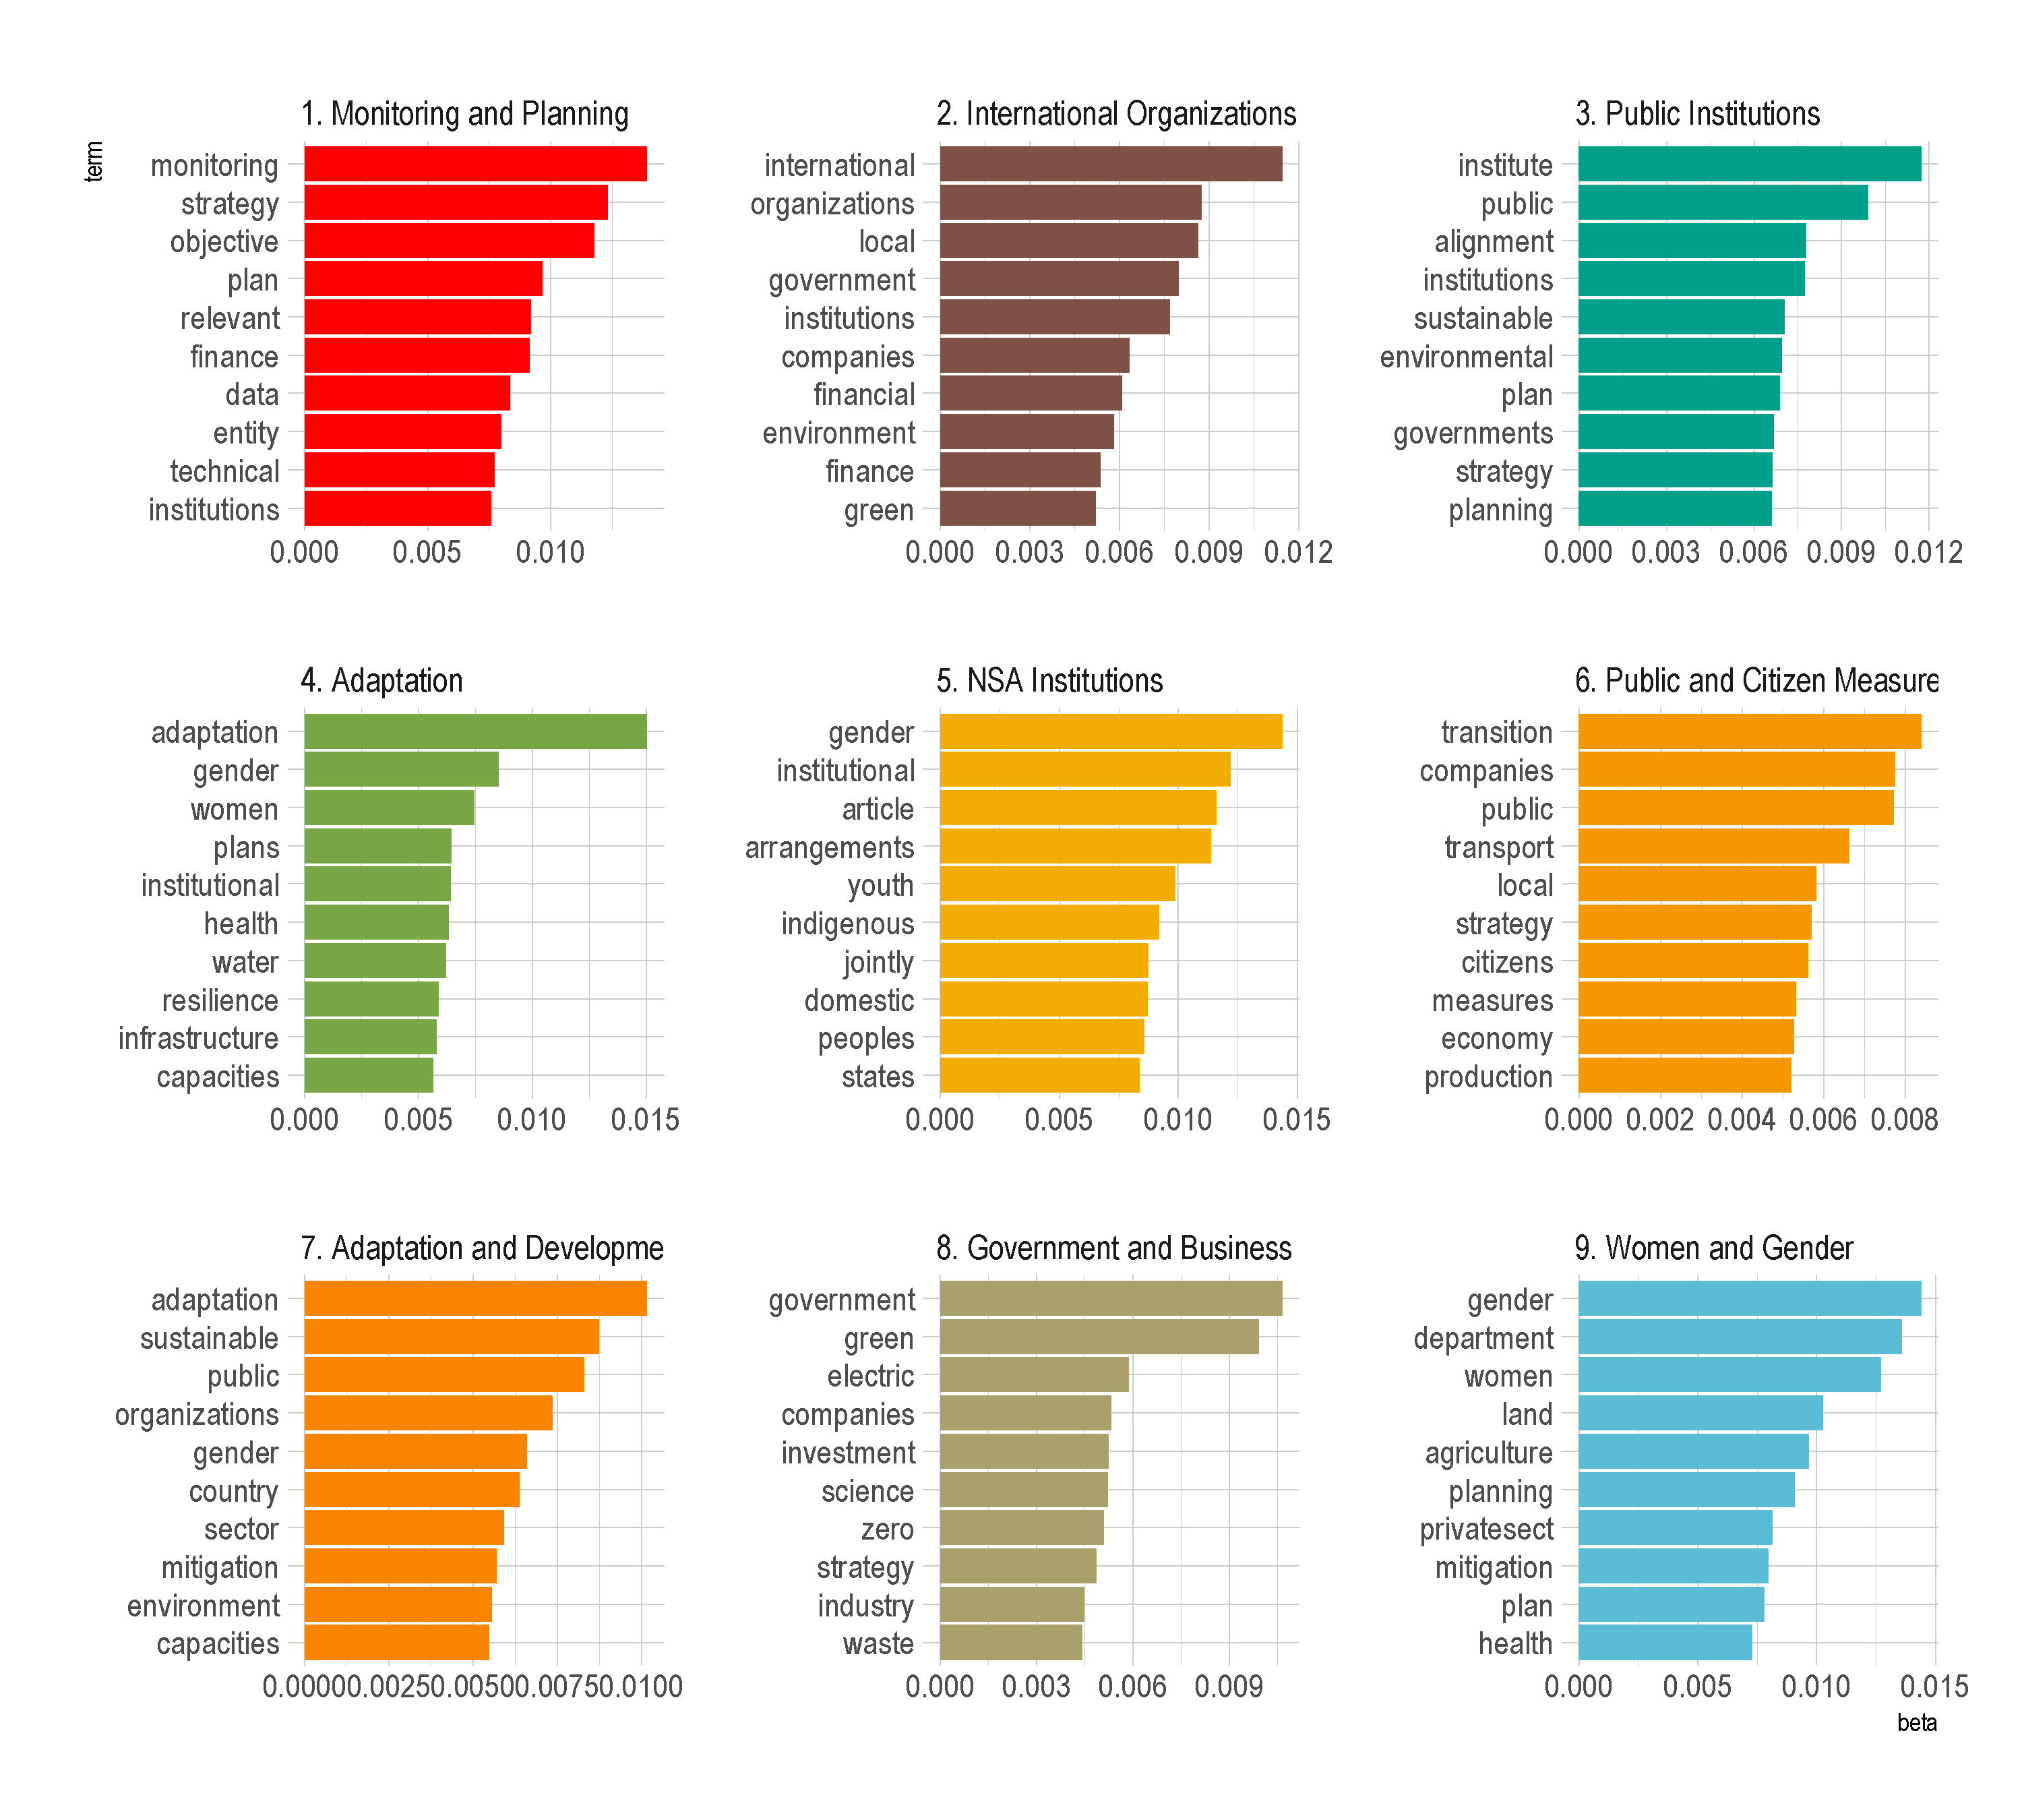 1. Monitoring and Planning
term
monitoring
strategy
objective
plan
relevant
finance
data
entity
technical
institutions
0.000 0.005 0.010
2. International Organizations
international
organizations
local
government
institutions
companies
financial
environment
finance
green
0.000 0.003 0.006 0.009 0.012
3. Public Institutions
institute
public
alignment
institutions
sustainable
environmental
plan
governments
strategy
planning
0.000 0.003 0.006 0.009 0.012
4. Adaptation
adaptation
gender
women
plans
institutional
health
water
resilience
infrastructure
capacities
0.000 0.005 0.010 0.015
5. NSA Institutions
gender
institutional
article
arrangements
youth
indigenous
jointly
domestic
peoples
states
0.000 0.005 0.010 0.015
6. Public and Citizen Measure
transition
companies
public
transport
local
strategy
citizens
measures
economy
production
0.000 0.002 0.004 0.006 0.008
7. Adaptation and Developme
adaptation
sustainable
public
organizations
gender
country
sector
mitigation
environment
capacities
0.0000 0.0025 0.0050 0.0075 0.0100
8. Government and Business
government
green
electric
companies
investment
science
zero
strategy
industry
waste
0.000 0.003 0.006 0.009
9. Women and Gender
gender
department
women
land
agriculture
planning
privatesect
mitigation
plan
health
0.000 0.005 0.010 0.015
beta